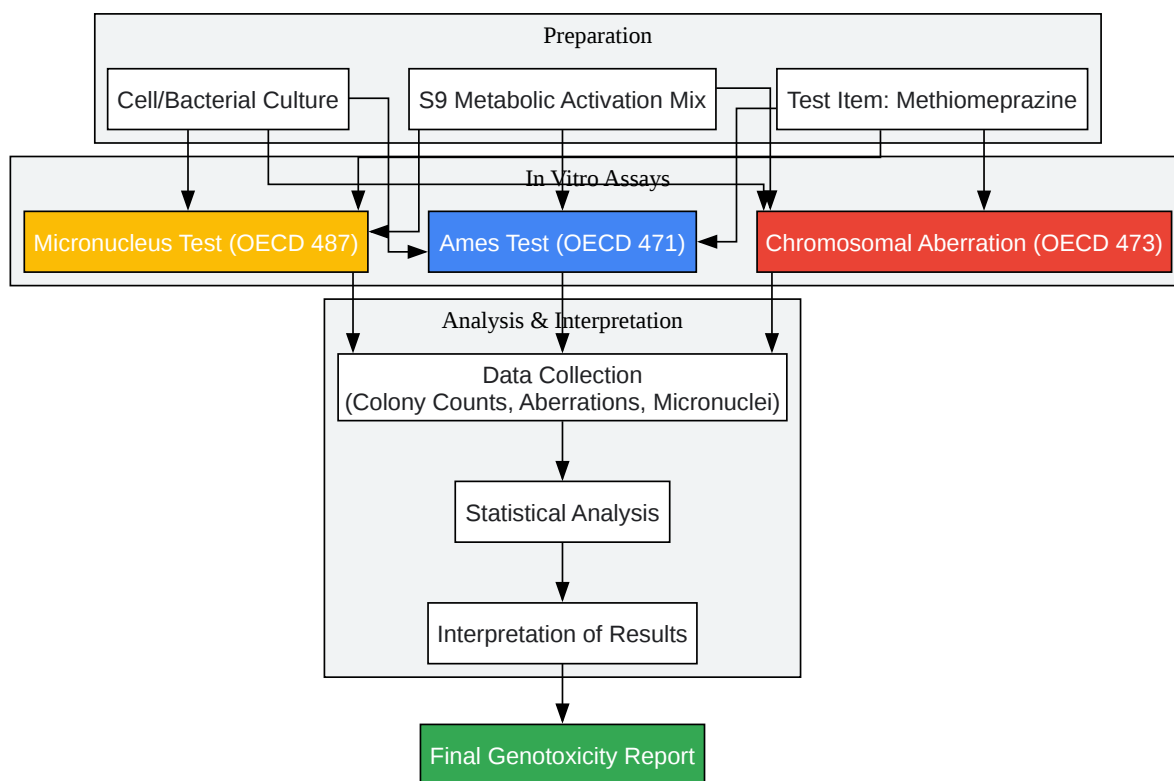 Preparation
Cell/Bacterial Culture
S9 Metabolic Activation Mix
Test Item: Methiomeprazine
In Vitro Assays
Micronucleus Test (OECD 487)
Ames Test (OECD 471)
Chromosomal Aberration (OECD 473)
Analysis & Interpretation
Data Collection
(Colony Counts, Aberrations, Micronuclei)
Statistical Analysis
Interpretation of Results
Final Genotoxicity Report